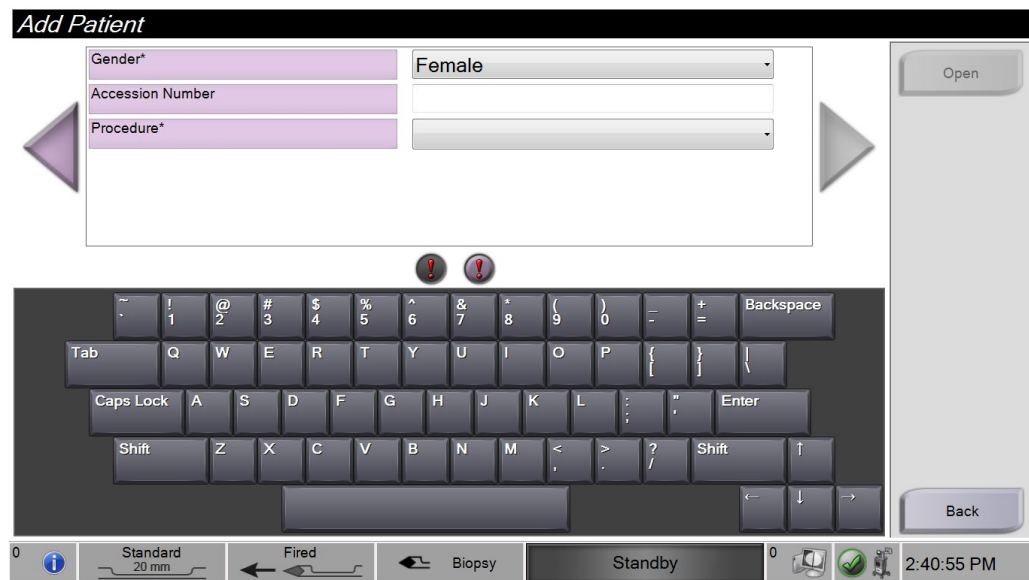 Add Patient
Gender*
Female
Open
Accession Number
Procedure*
! !
~ ! @ # $ % ^ & * ( ) _ + Backspace
` 1 2 3 4 5 6 7 8 9 0 - =
Tab Q W E R T Y U I O P { } |
[ ] \
Caps Lock A S D F G H J K L : " Enter
; '
Shift Z X C V B N M < > ? Shift ↑
, . /
← ↓ →
Back
0 i Standard Fired Biopsy Standby 0 2:40:55 PM
20 mm